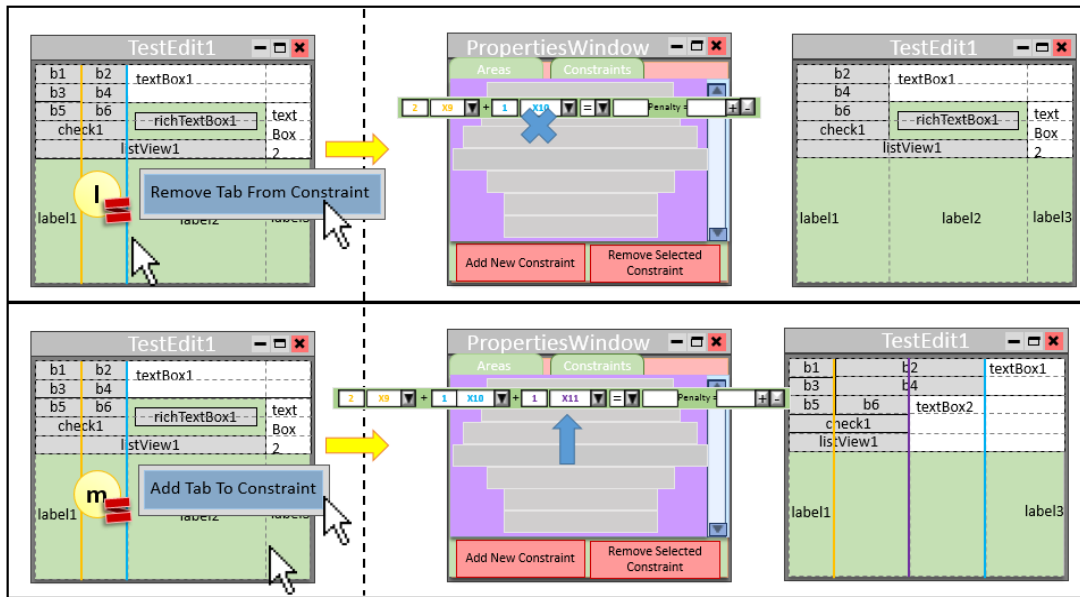 TestEdit1
b1 b2 textBox1
b3 b4
b5 b6 richTextBox1 text
check1 Box
listView1 2
l
Remove Tab From Constraint
label1 label2
PropertiesWindow
Areas Constraints
2 X9 + 1 X10 = Penalty = + -
Add New Constraint Remove Selected
Constraint
TestEdit1
b2 textBox1
b4
b6 richTextBox1 text
check1 Box
listView1 2
label1 label2 label3
TestEdit1
b1 b2 textBox1
b3 b4
b5 b6 richTextBox1 text
check1 Box
listView1 2
m
Add Tab To Constraint
label1 label2 label3
PropertiesWindow
Areas Constraints
2 X9 + 1 X10 + 1 X11 = Penalty = + -
Add New Constraint Remove Selected
Constraint
TestEdit1
b1 b2 textBox1
b3 b4
b5 b6 textBox2
check1
listView1
label1 label3